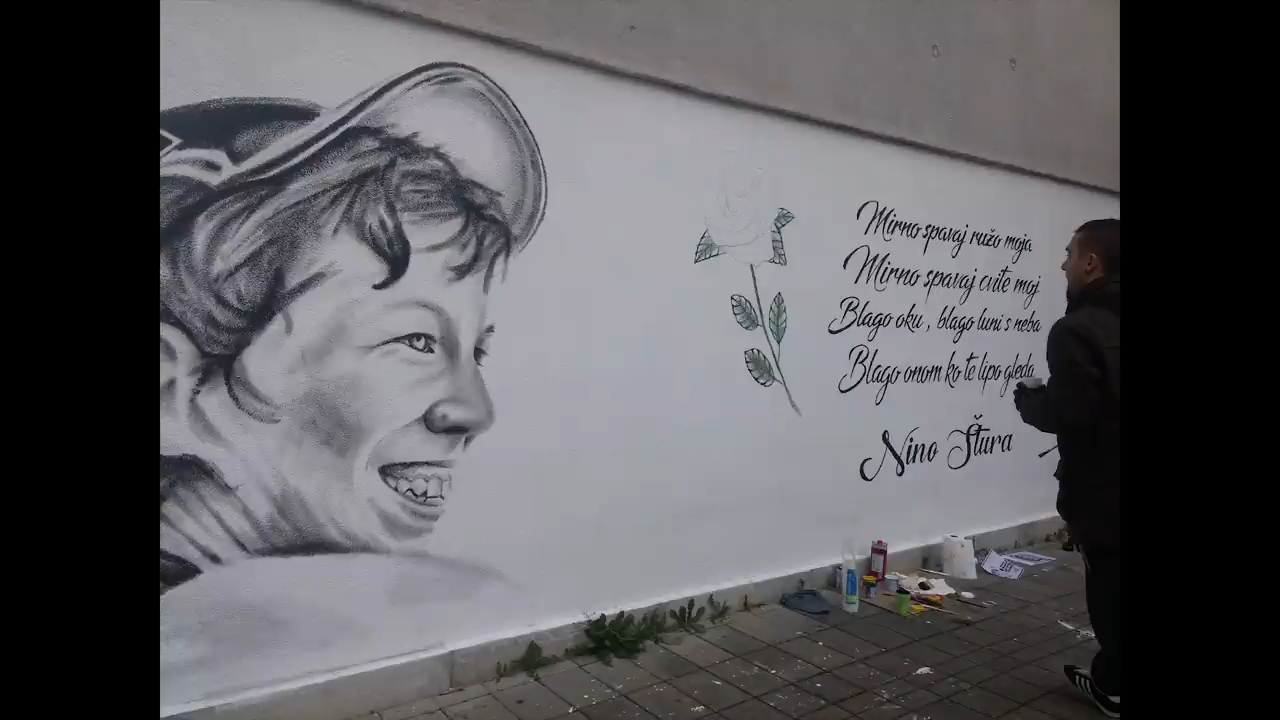 Mirno spavaj ružo moja
Mirno spavaj cvite moj
Blago oku, blago luni s neba
Blago onom ko te lipo gleda
Nino Štura